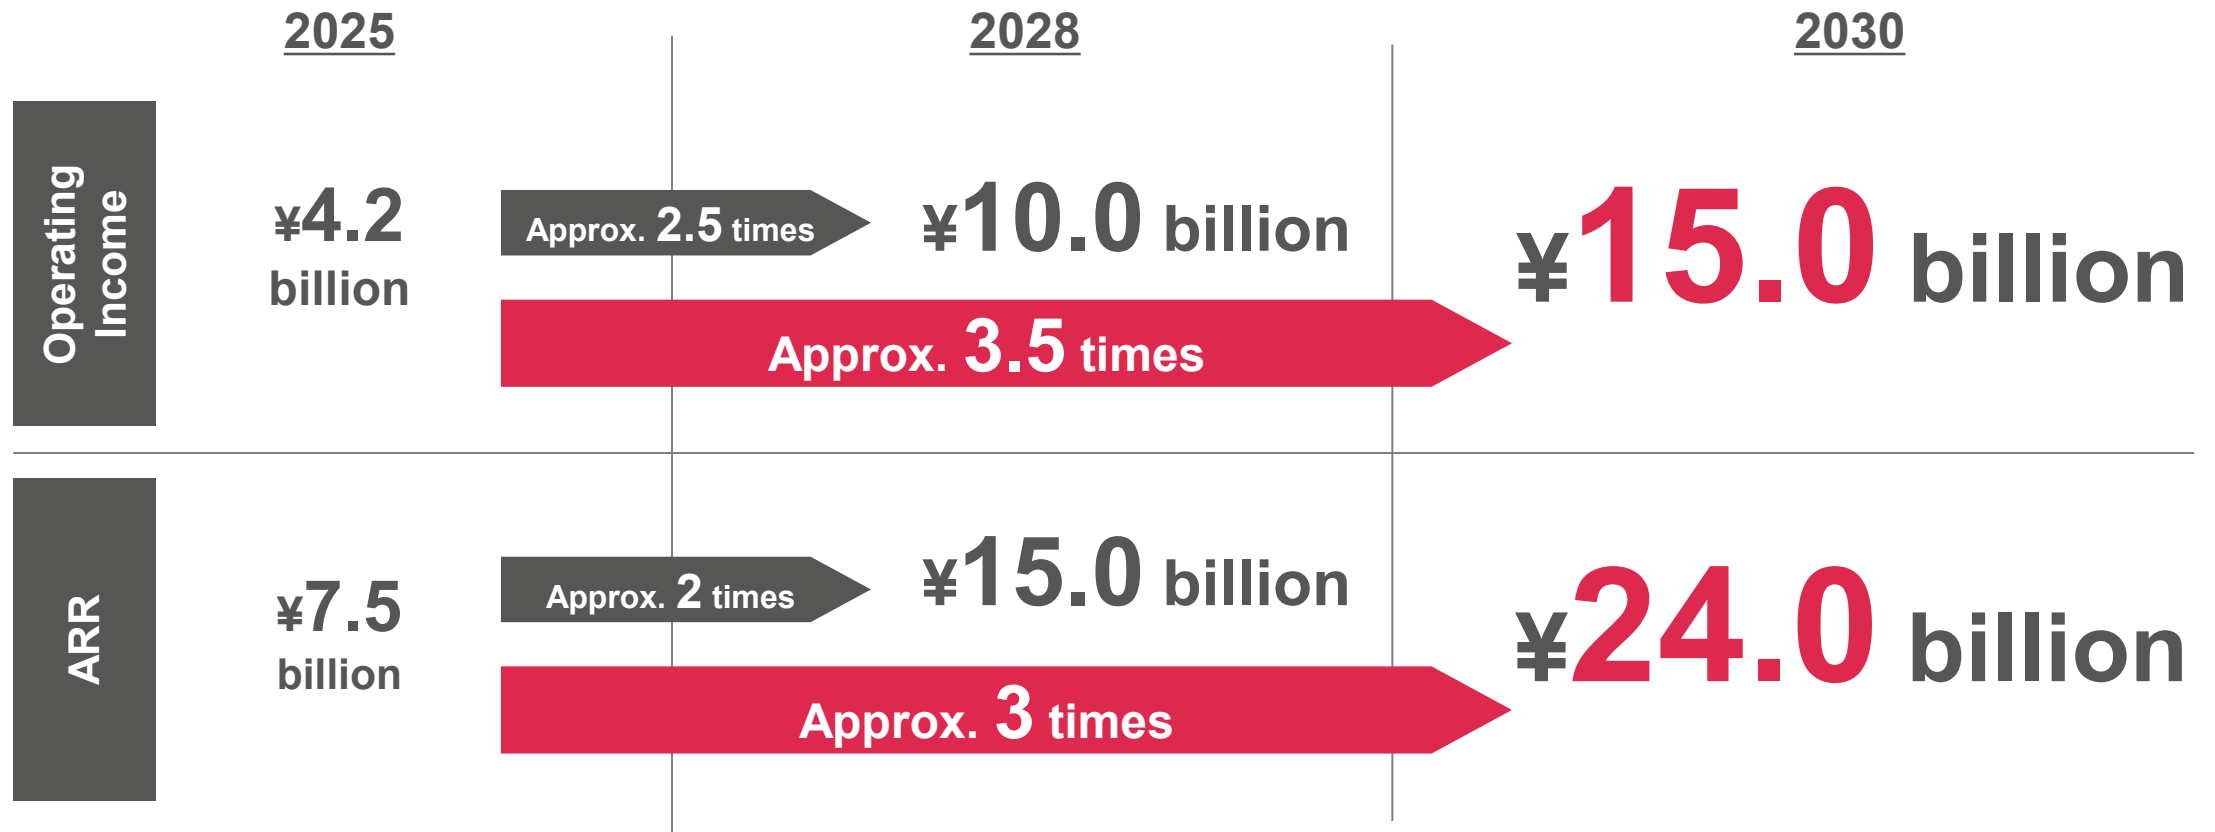 2025
2028
2030
Operating
Income
¥4.2
billion
Approx. 2.5 times
¥10.0 billion
¥15.0 billion
Approx. 3.5 times
ARR
¥7.5
billion
Approx. 2 times
¥15.0 billion
¥24.0 billion
Approx. 3 times